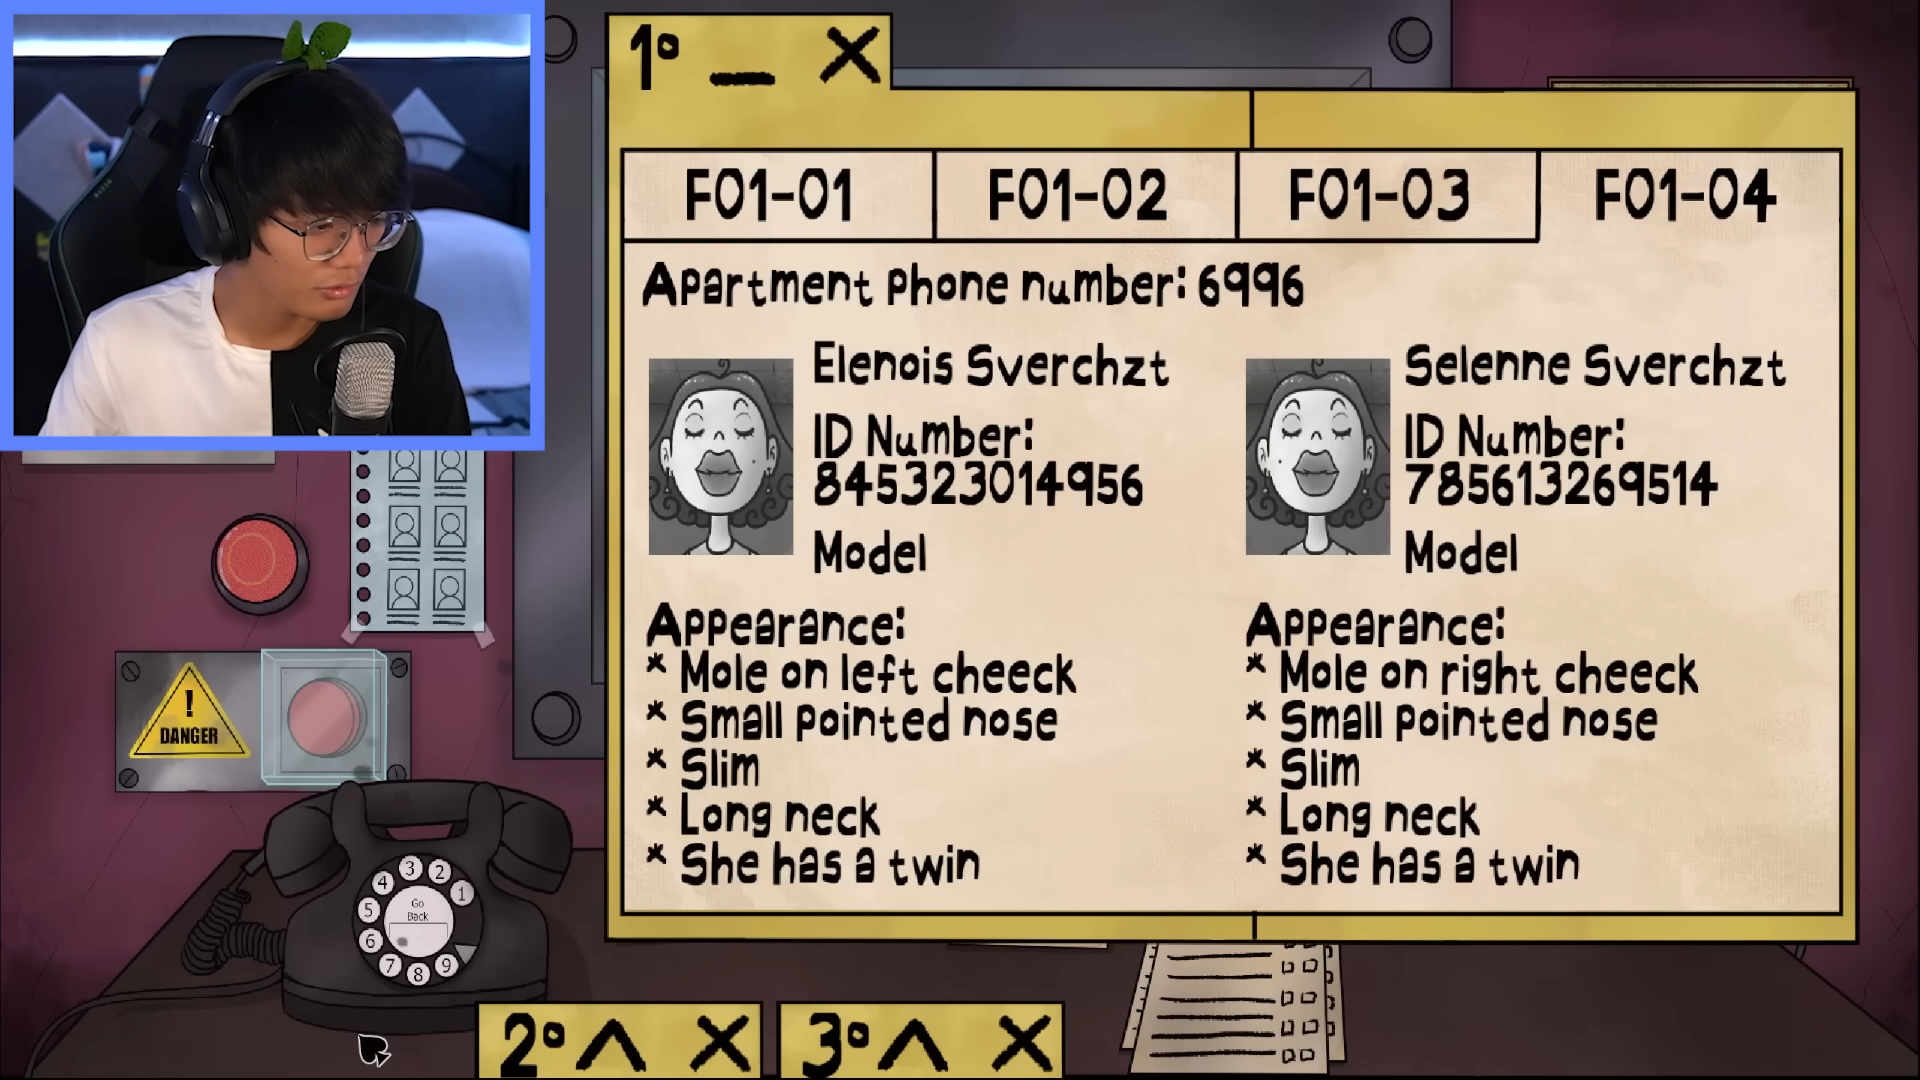 1º
F01-01
F01-02
F01-03
F01-04
Apartment phone number: 6996
Elenois Sverchzt
ID Number:
845323014956
Model
Appearance:
* Mole on left cheeck
* Small pointed nose
* Slim
* Long neck
* She has a twin
Selenne Sverchzt
ID Number:
785613269514
Model
Appearance:
* Mole on right cheeck
* Small pointed nose
* Slim
* Long neck
* She has a twin
!
DANGER
1
2
3
4
5
6
7
8
9
Go
Back
2º
3º